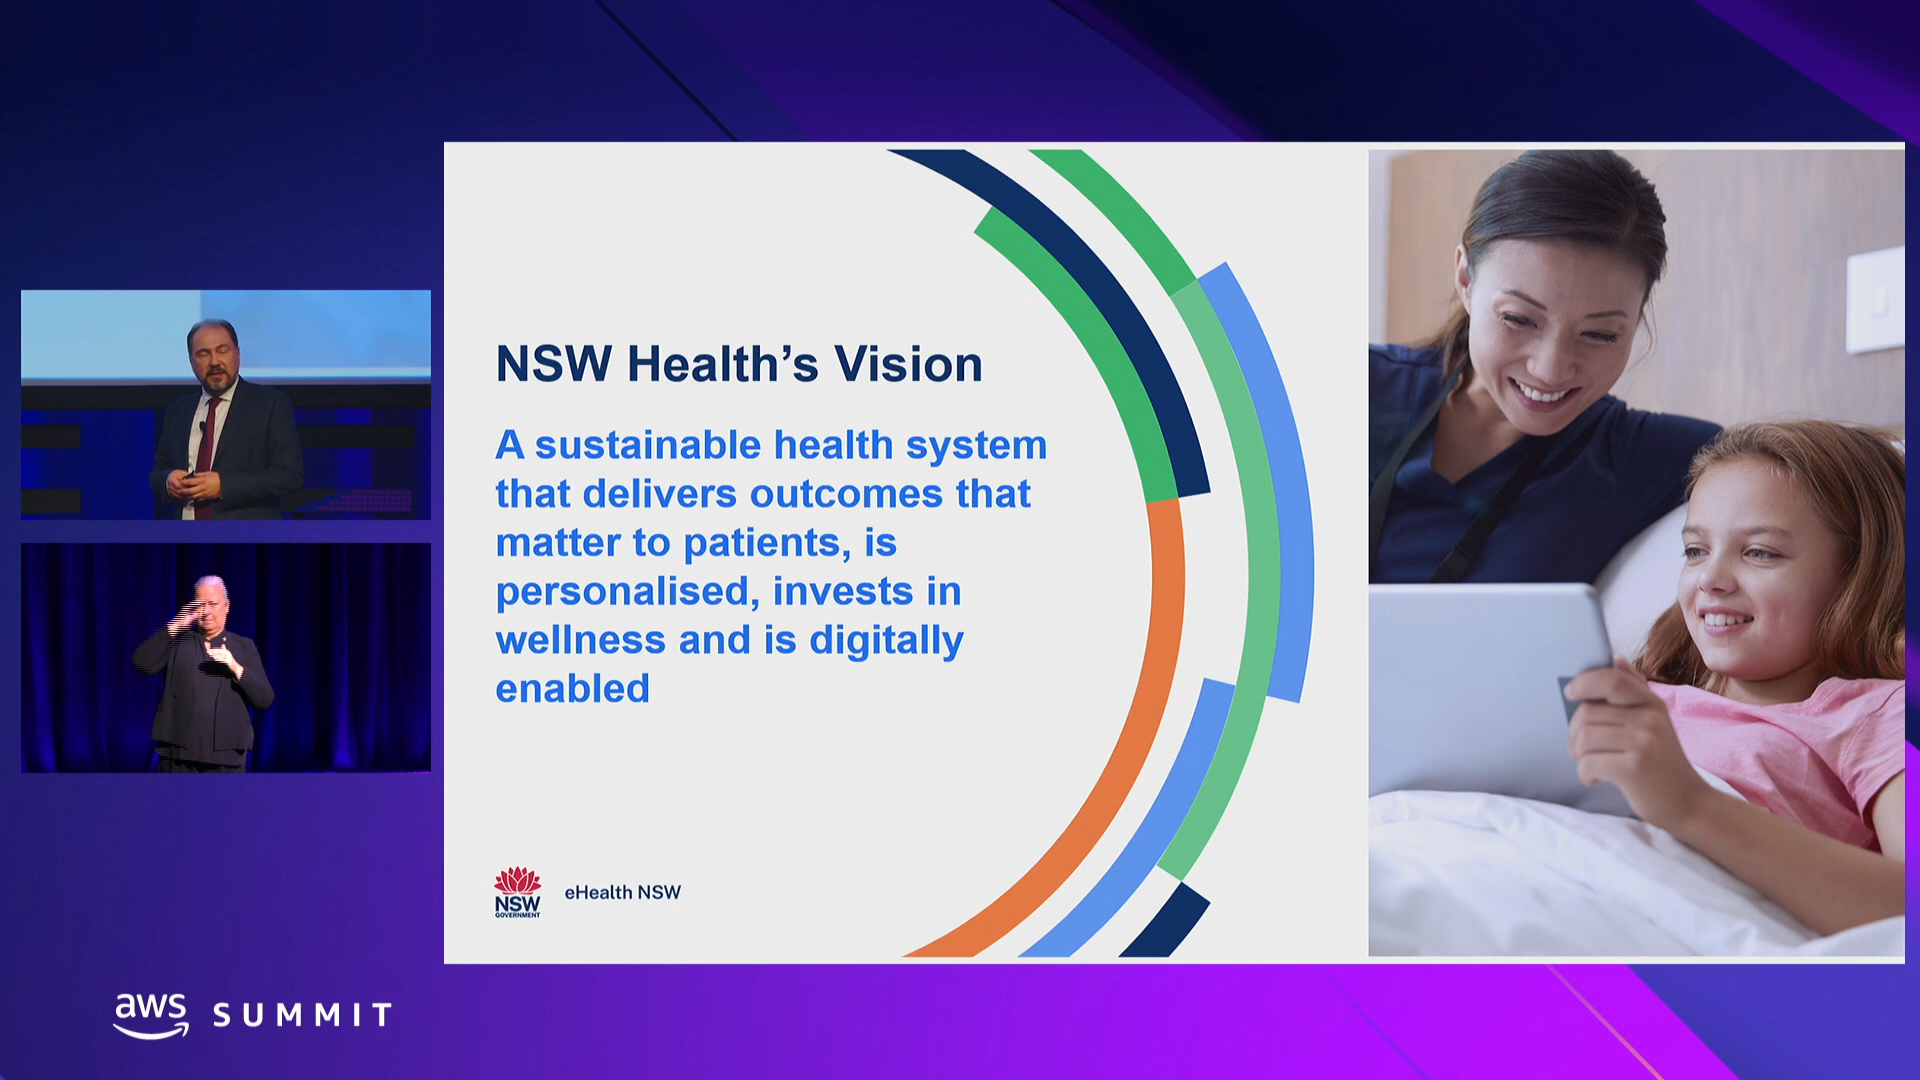 NSW Health’s Vision
A sustainable health system
that delivers outcomes that
matter to patients, is
personalised, invests in
wellness and is digitally
enabled
NSW
GOVERNMENT
eHealth NSW
aws SUMMIT